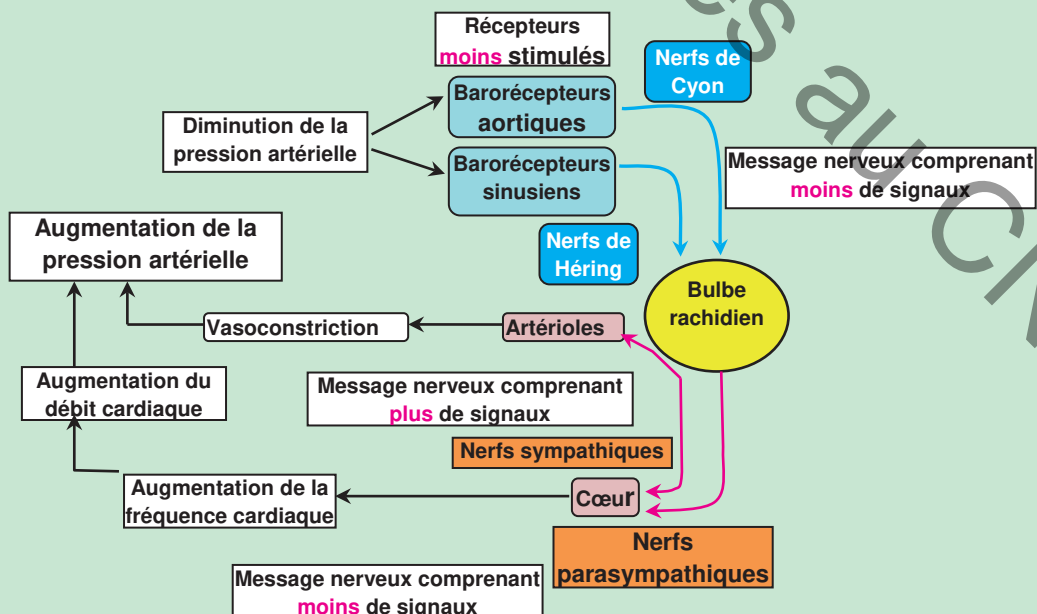 Récepteurs
moins stimulés
Nerfs de
Cyon
Barorécepteurs
aortiques
Diminution de la
pression artérielle
Barorécepteurs
sinusiens
Message nerveux comprenant
moins de signaux
Augmentation de la
pression artérielle
Nerfs de
Héring
Bulbe
rachidien
Vasoconstriction
Artérioles
Augmentation du
débit cardiaque
Message nerveux comprenant
plus de signaux
Nerfs sympathiques
Augmentation de la
fréquence cardiaque
Cœur
Nerfs
parasympathiques
Message nerveux comprenant
moins de signaux
es au